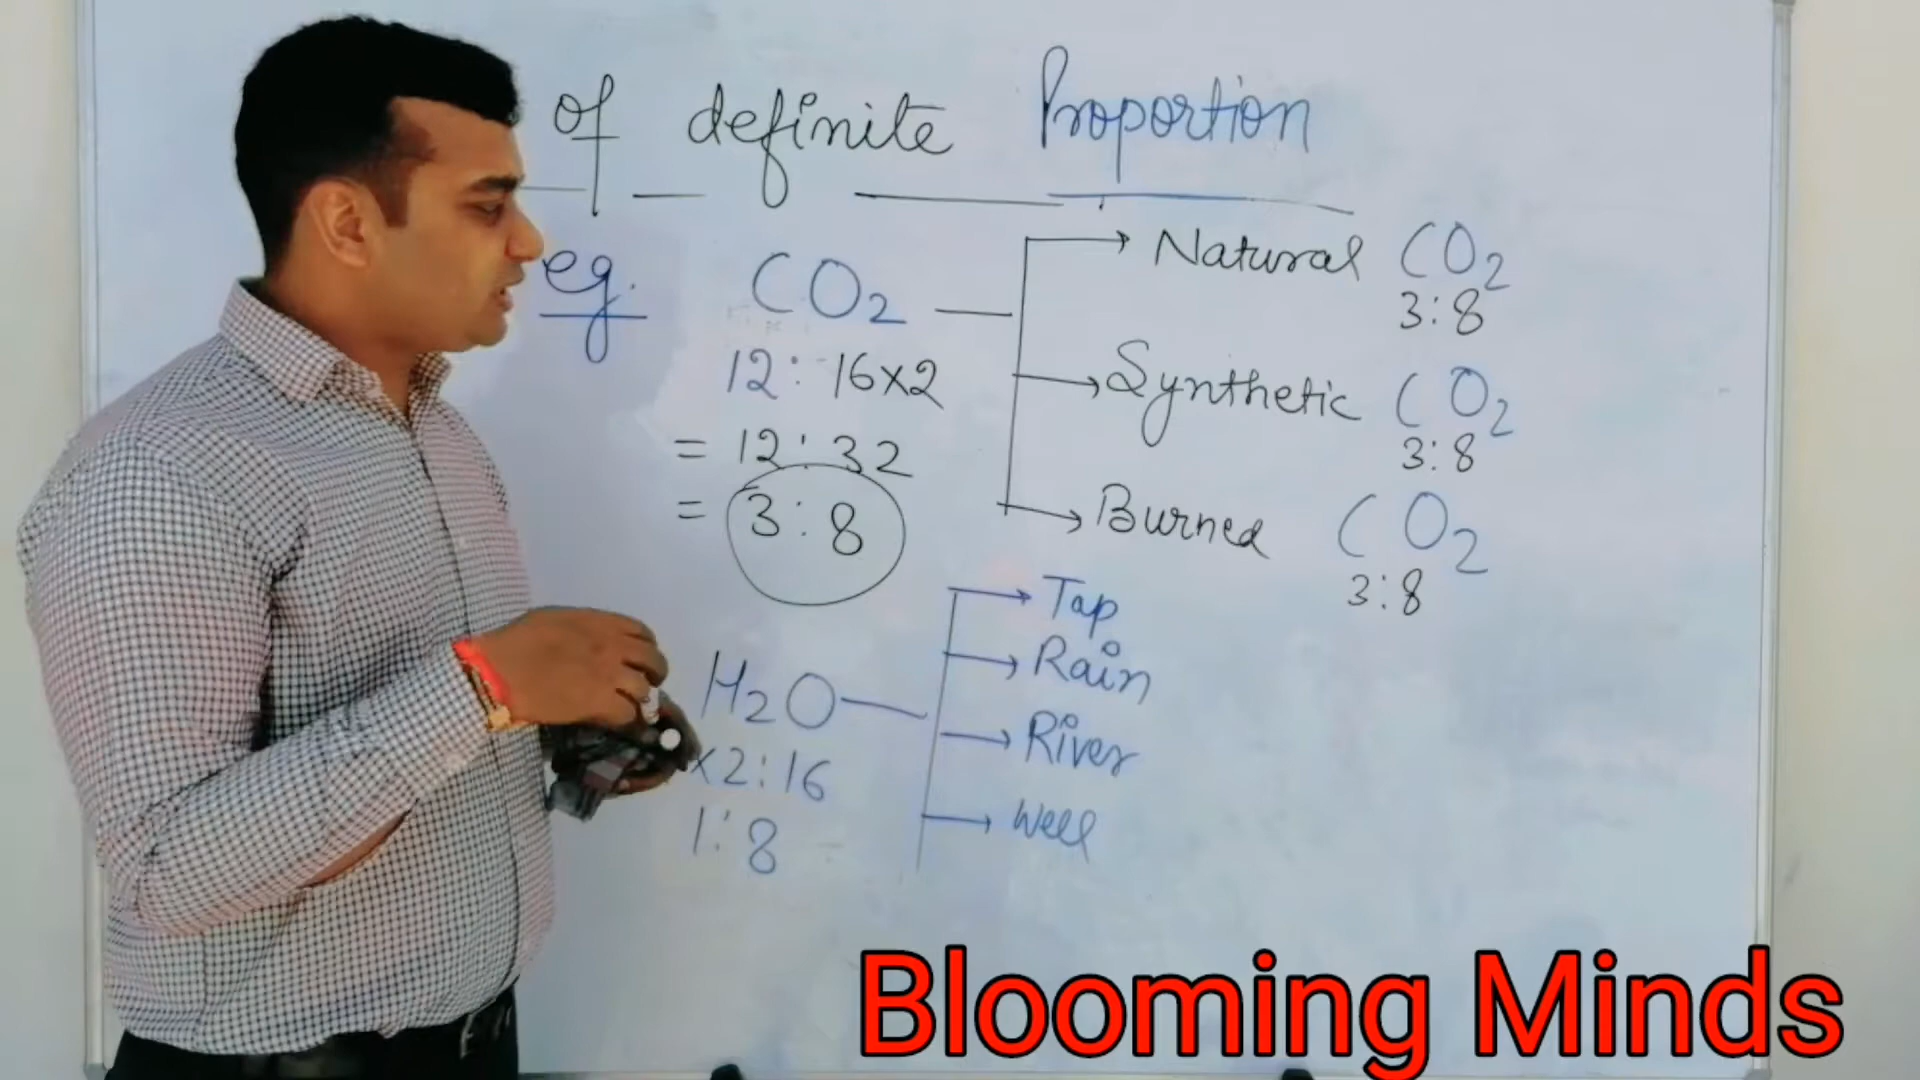 of definite Proportion
eg. CO2
12 : 16x2
= 12 : 32
= 3 : 8
Natural CO2
3 : 8
Synthetic CO2
3 : 8
Burned CO2
3 : 8
H2O
x2 : 16
1 : 8
Tap
Rain
River
Well
Blooming Minds